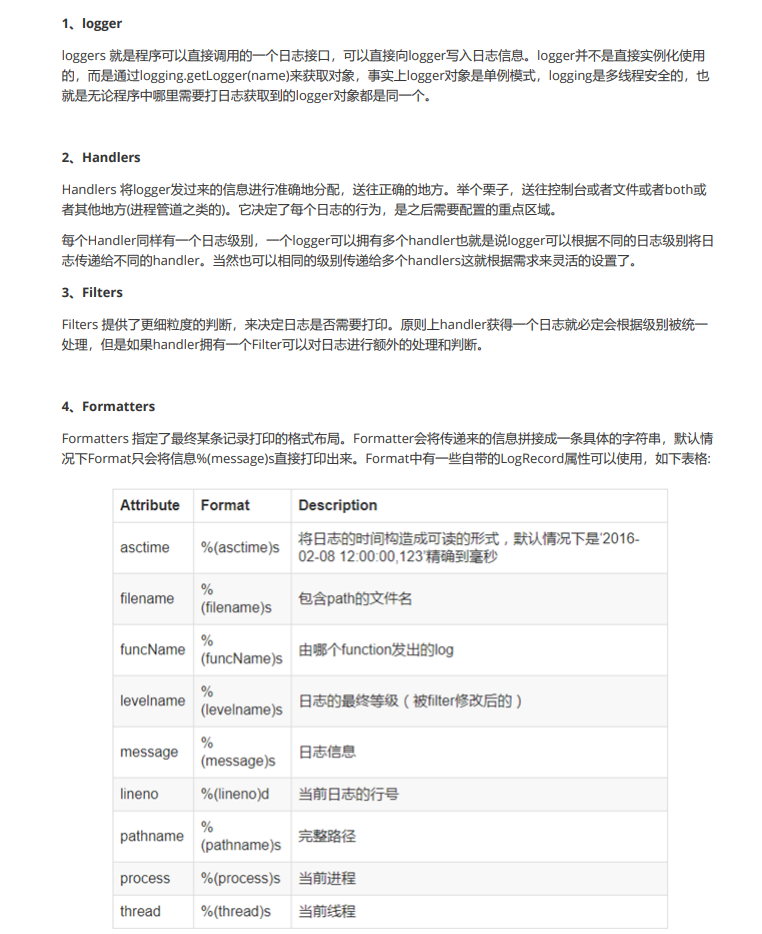 1、logger
loggers 就是程序可以直接调用的一个日志接口，可以直接向logger写入日志信息。logger并不是直接实例化使用
的，而是通过logging.getLogger(name)来获取对象，事实上logger对象是单例模式，logging是多线程安全的，也
就是无论程序中哪里需要打日志获取到的logger对象都是同一个。
2、Handlers
Handlers 将logger发过来的信息进行准确地分配，送往正确的地方。举个栗子，送往控制台或者文件或者both或
者其他地方(进程管道之类的)。它决定了每个日志的行为，是之后需要配置的重点区域。
每个Handler同样有一个日志级别，一个logger可以拥有多个handler也就是说logger可以根据不同的日志级别将日
志传递给不同的handler。当然也可以相同的级别传递给多个handlers这就根据需求来灵活的设置了。
3、Filters
Filters 提供了更细粒度的判断，来决定日志是否需要打印。原则上handler获得一个日志就必定会根据级别被统一
处理，但是如果handler拥有一个Filter可以对日志进行额外的处理和判断。
4、Formatters
Formatters 指定了最终某条记录打印的格式布局。Formatter会将传递来的信息拼接成一条具体的字符串，默认情
况下Format只会将信息%(message)s直接打印出来。Format中有一些自带的LogRecord属性可以使用，如下表格:
Attribute Format Description
asctime %(asctime)s 将日志的时间构造成可读的形式，默认情况下是'2016-
02-08 12:00:00,123'精确到毫秒
filename %
(filename)s 包含path的文件名
funcName %
(funcName)s 由哪个function发出的log
levelname %
(levelname)s 日志的最终等级（被filter修改后的）
message %
(message)s 日志信息
lineno %(lineno)d 当前日志的行号
pathname %
(pathname)s 完整路径
process %(process)s 当前进程
thread %(thread)s 当前线程